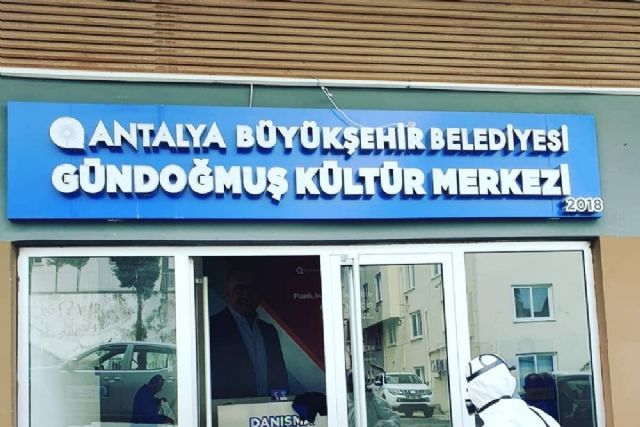 ANTALYA BÜYÜKŞEHİR BELEDİYESİ
GÜNDOĞMUŞ KÜLTÜR MERKEZİ
2018